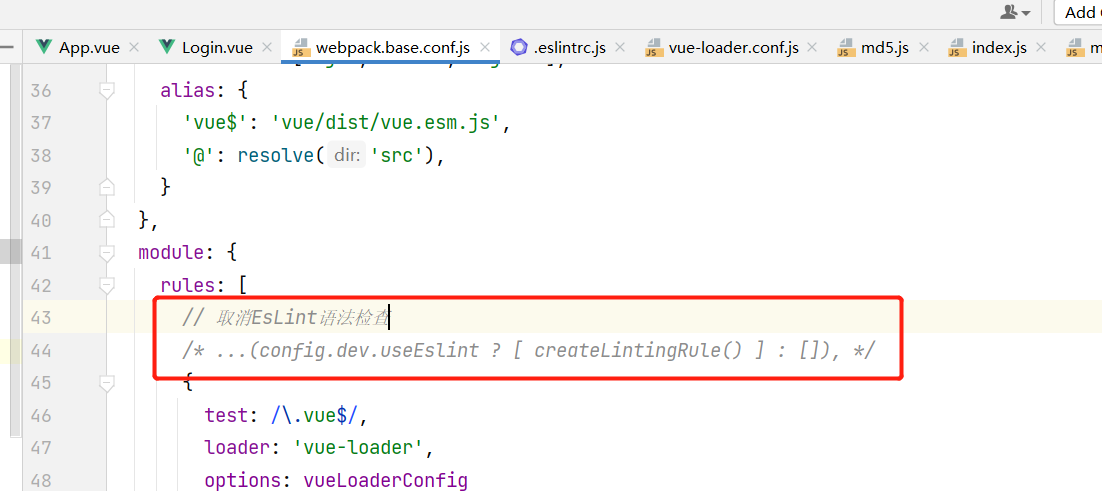 Add
App.vue
Login.vue
webpack.base.conf.js
.eslintrc.js
vue-loader.conf.js
md5.js
index.js
36 alias: {
37 'vue$': 'vue/dist/vue.esm.js',
38 '@': resolve( dir: 'src'),
39 }
40 },
41 module: {
42 rules: [
43 // 取消EsLint语法检查
44 /* ...(config.dev.useEslint ? [ createLintingRule() ] : []), */
45 {
46 test: /\.vue$/,
47 loader: 'vue-loader',
48 options: vueLoaderConfig